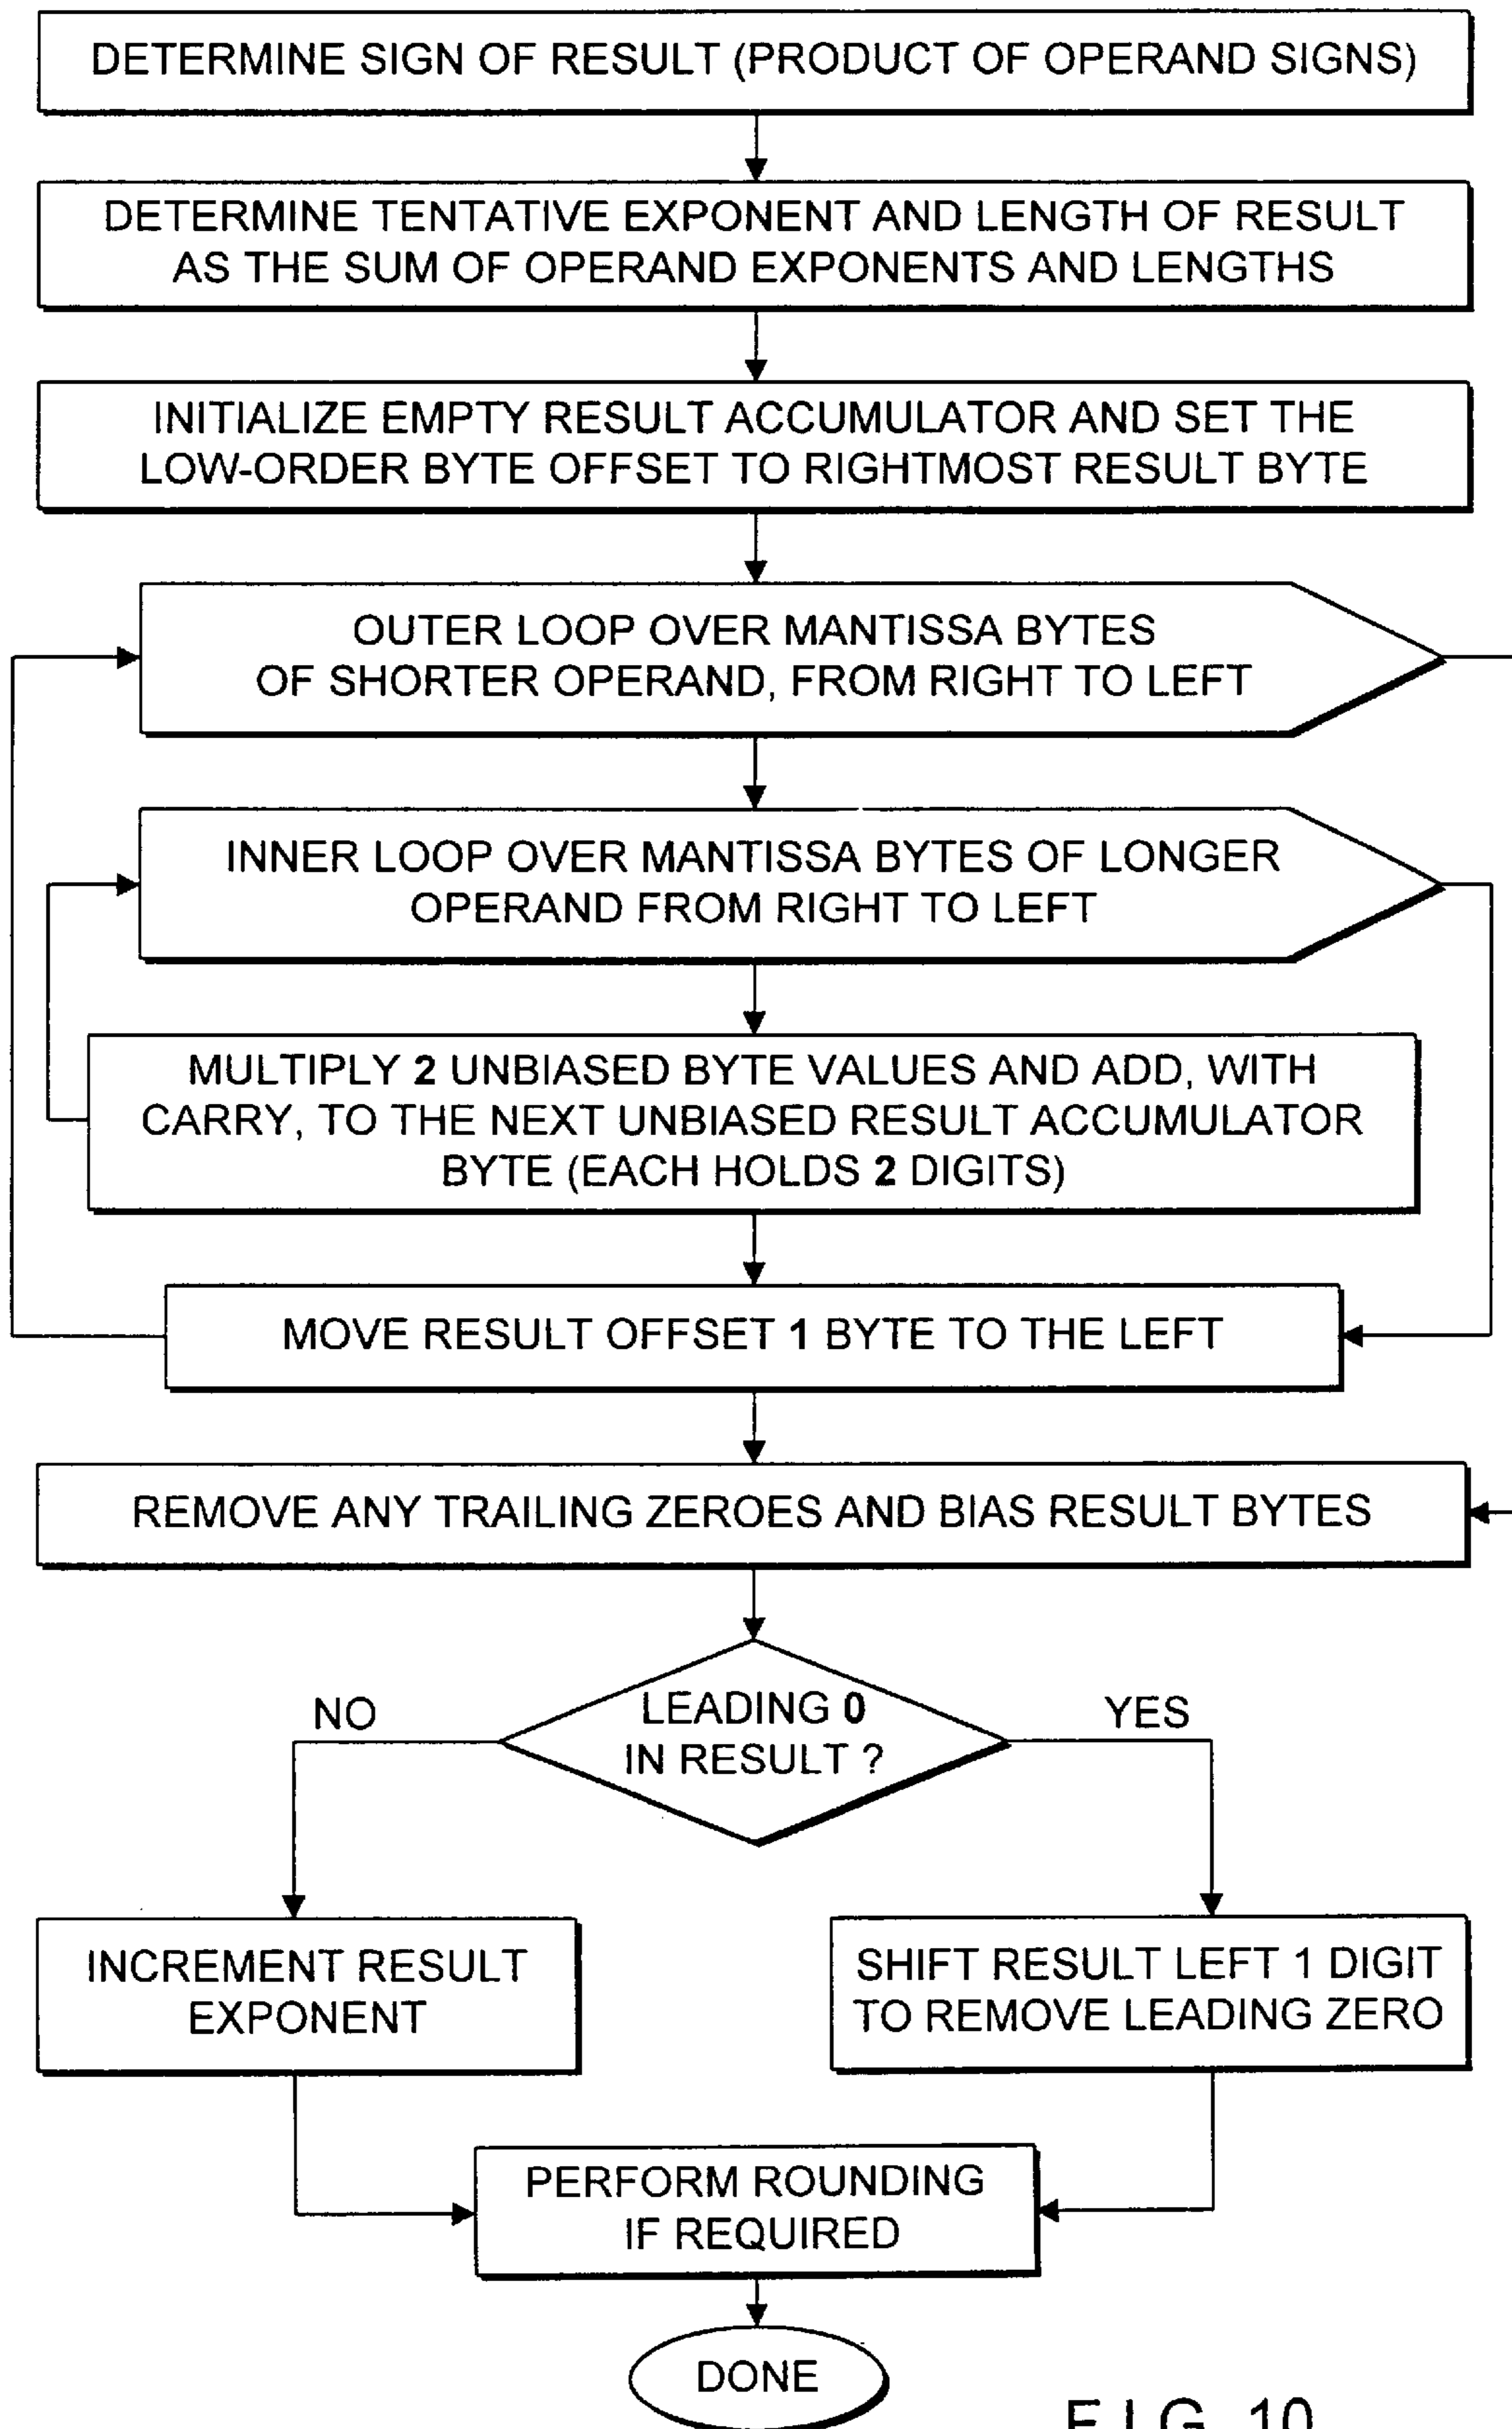 DETERMINE SIGN OF RESULT (PRODUCT OF OPERAND SIGNS)
DETERMINE TENTATIVE EXPONENT AND LENGTH OF RESULT
AS THE SUM OF OPERAND EXPONENTS AND LENGTHS
INITIALIZE EMPTY RESULT ACCUMULATOR AND SET THE
LOW-ORDER BYTE OFFSET TO RIGHTMOST RESULT BYTE
OUTER LOOP OVER MANTISSA BYTES
OF SHORTER OPERAND, FROM RIGHT TO LEFT
INNER LOOP OVER MANTISSA BYTES OF LONGER
OPERAND FROM RIGHT TO LEFT
MULTIPLY 2 UNBIASED BYTE VALUES AND ADD, WITH
CARRY, TO THE NEXT UNBIASED RESULT ACCUMULATOR
BYTE (EACH HOLDS 2 DIGITS)
MOVE RESULT OFFSET 1 BYTE TO THE LEFT
REMOVE ANY TRAILING ZEROES AND BIAS RESULT BYTES
NO
LEADING 0
IN RESULT ?
YES
INCREMENT RESULT
EXPONENT
SHIFT RESULT LEFT 1 DIGIT
TO REMOVE LEADING ZERO
PERFORM ROUNDING
IF REQUIRED
DONE
FIG. 10